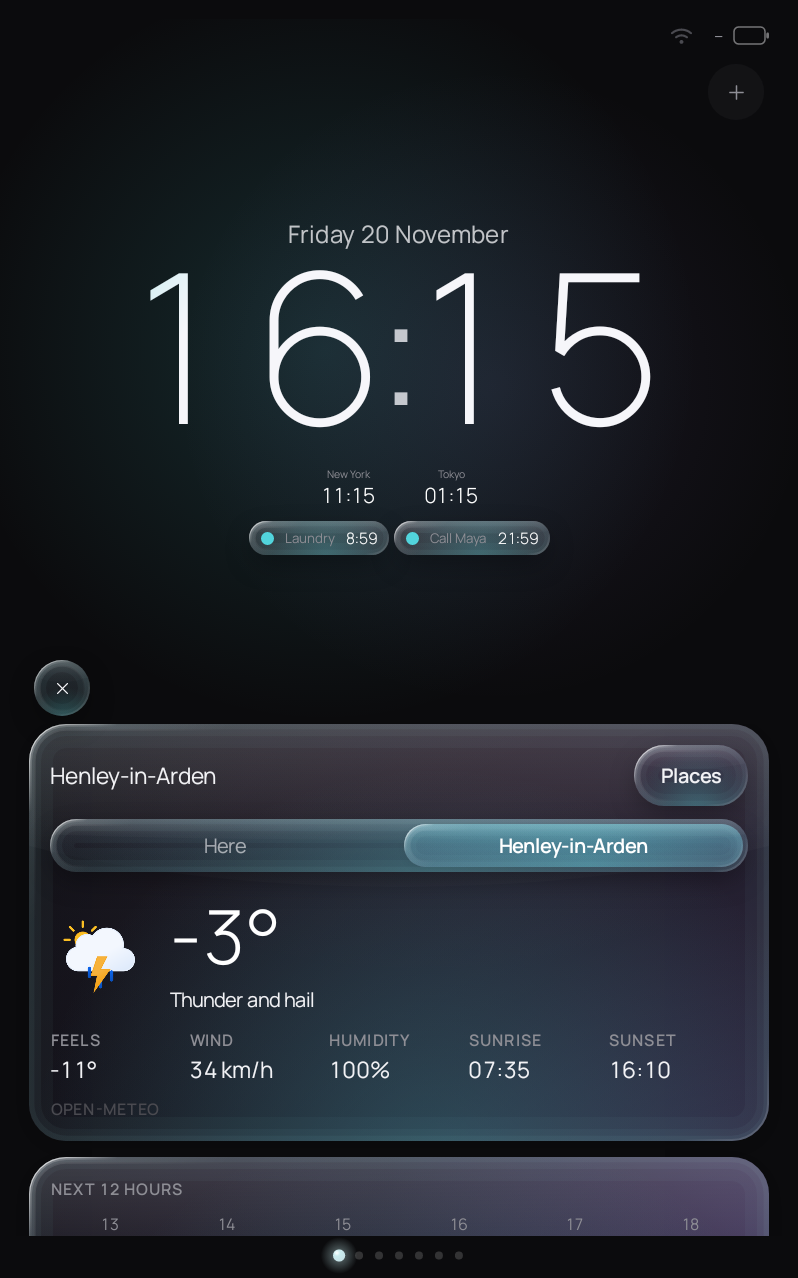 –
+
Friday 20 November
16:15
New York Tokyo
11:15 01:15
Laundry 8:59 Call Maya 21:59
Henley-in-Arden Places
Here Henley-in-Arden
-3°
Thunder and hail
FEELS WIND HUMIDITY SUNRISE SUNSET
-11° 34 km/h 100% 07:35 16:10
OPEN-METEO
NEXT 12 HOURS
13 14 15 16 17 18